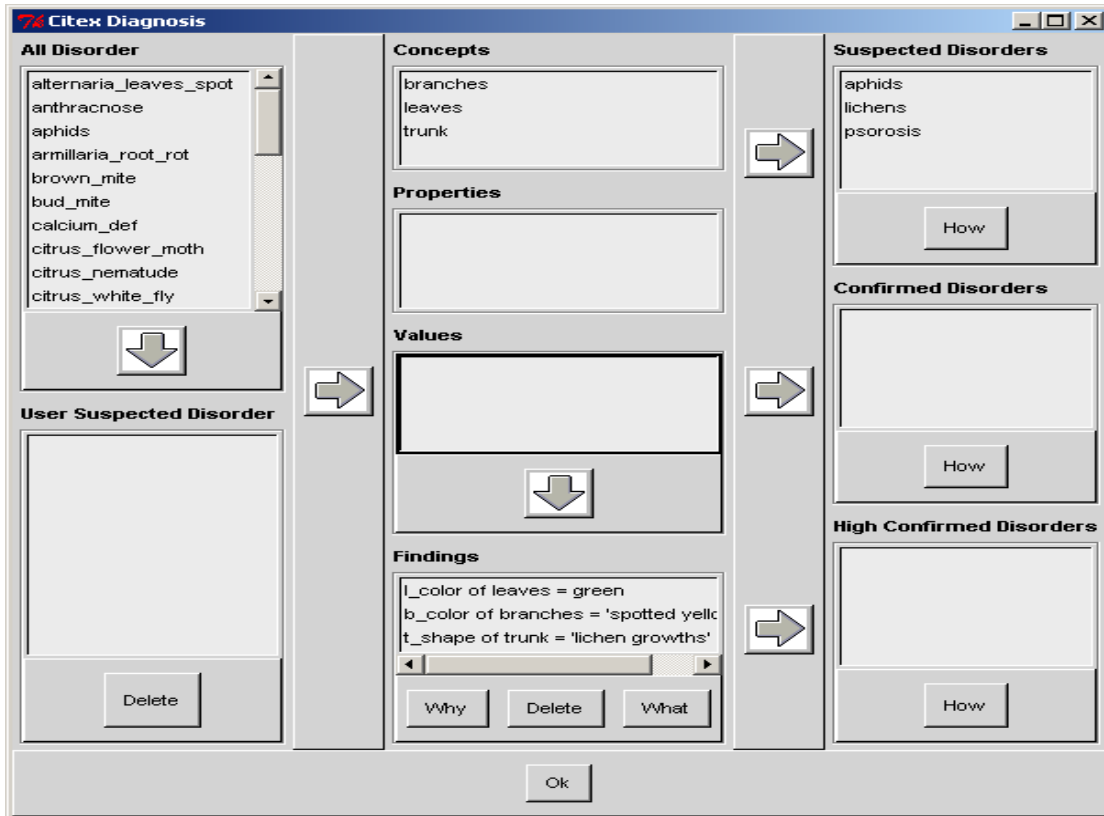 Citex Diagnosis
All Disorder
alternaria_leaves_spot
anthracnose
aphids
armillaria_root_rot
brown_mite
bud_mite
calcium_def
citrus_flower_moth
citrus_nematude
citrus_white_fly
User Suspected Disorder
Delete
Concepts
branches
leaves
trunk
Properties
Values
Findings
l_color of leaves = green
b_color of branches = 'spotted yello
t_shape of trunk = 'lichen growths'
Why Delete What
Suspected Disorders
aphids
lichens
psorosis
How
Confirmed Disorders
How
High Confirmed Disorders
How
Ok